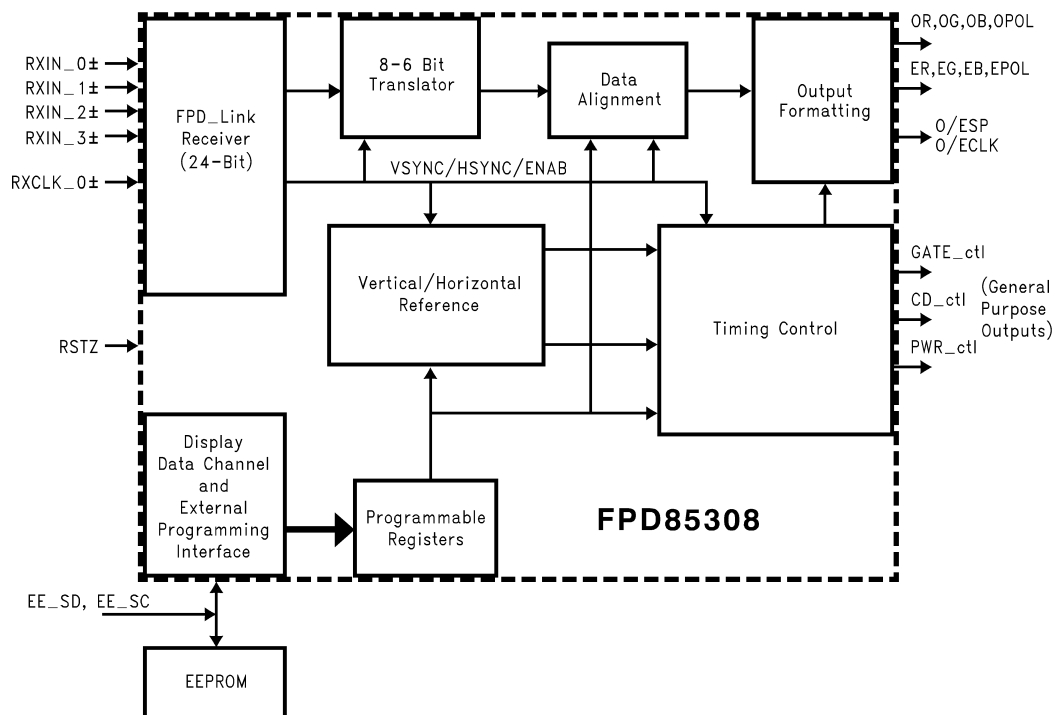 RXIN_0±
RXIN_1±
RXIN_2±
RXIN_3±
RXCLK_0±
FPD_Link
Receiver
(24-Bit)
8-6 Bit
Translator
Data
Alignment
Output
Formatting
OR,OG,OB,OPOL
ER,EG,EB,EPOL
O/ESP
O/ECLK
VSYNC/HSYNC/ENAB
Vertical/Horizontal
Reference
Timing Control
GATE_ctl
CD_ctl
PWR_ctl
(General
Purpose
Outputs)
RSTZ
Display
Data Channel
and
External
Programming
Interface
Programmable
Registers
FPD85308
EE_SD, EE_SC
EEPROM